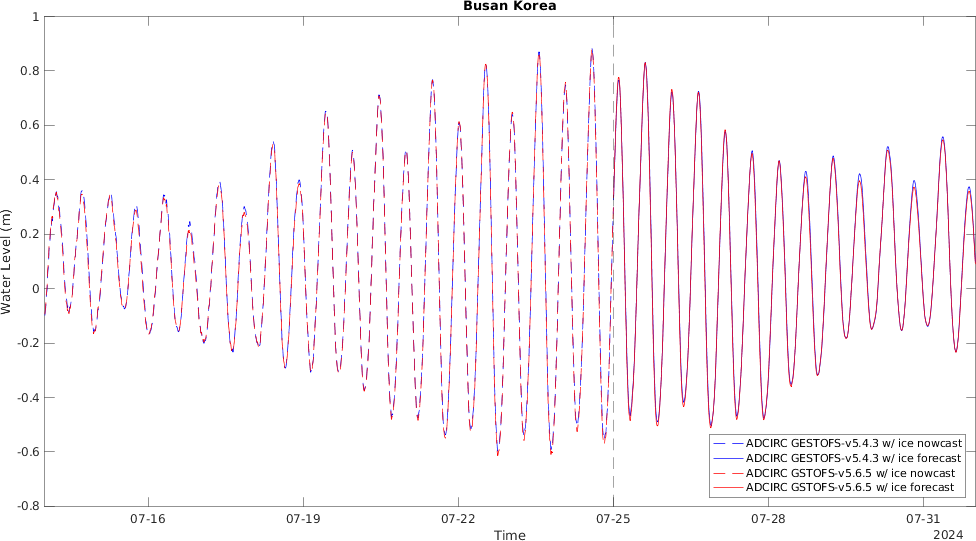 Busan Korea
1
0.8
0.6
0.4
0.2
0
-0.2
-0.4
-0.6
-0.8
Water Level (m)
07-16
07-19
07-22
07-25
07-28
07-31
Time
2024
ADCIRC GESTOFS-v5.4.3 w/ ice nowcast
ADCIRC GESTOFS-v5.4.3 w/ ice forecast
ADCIRC GSTOFS-v5.6.5 w/ ice nowcast
ADCIRC GSTOFS-v5.6.5 w/ ice forecast